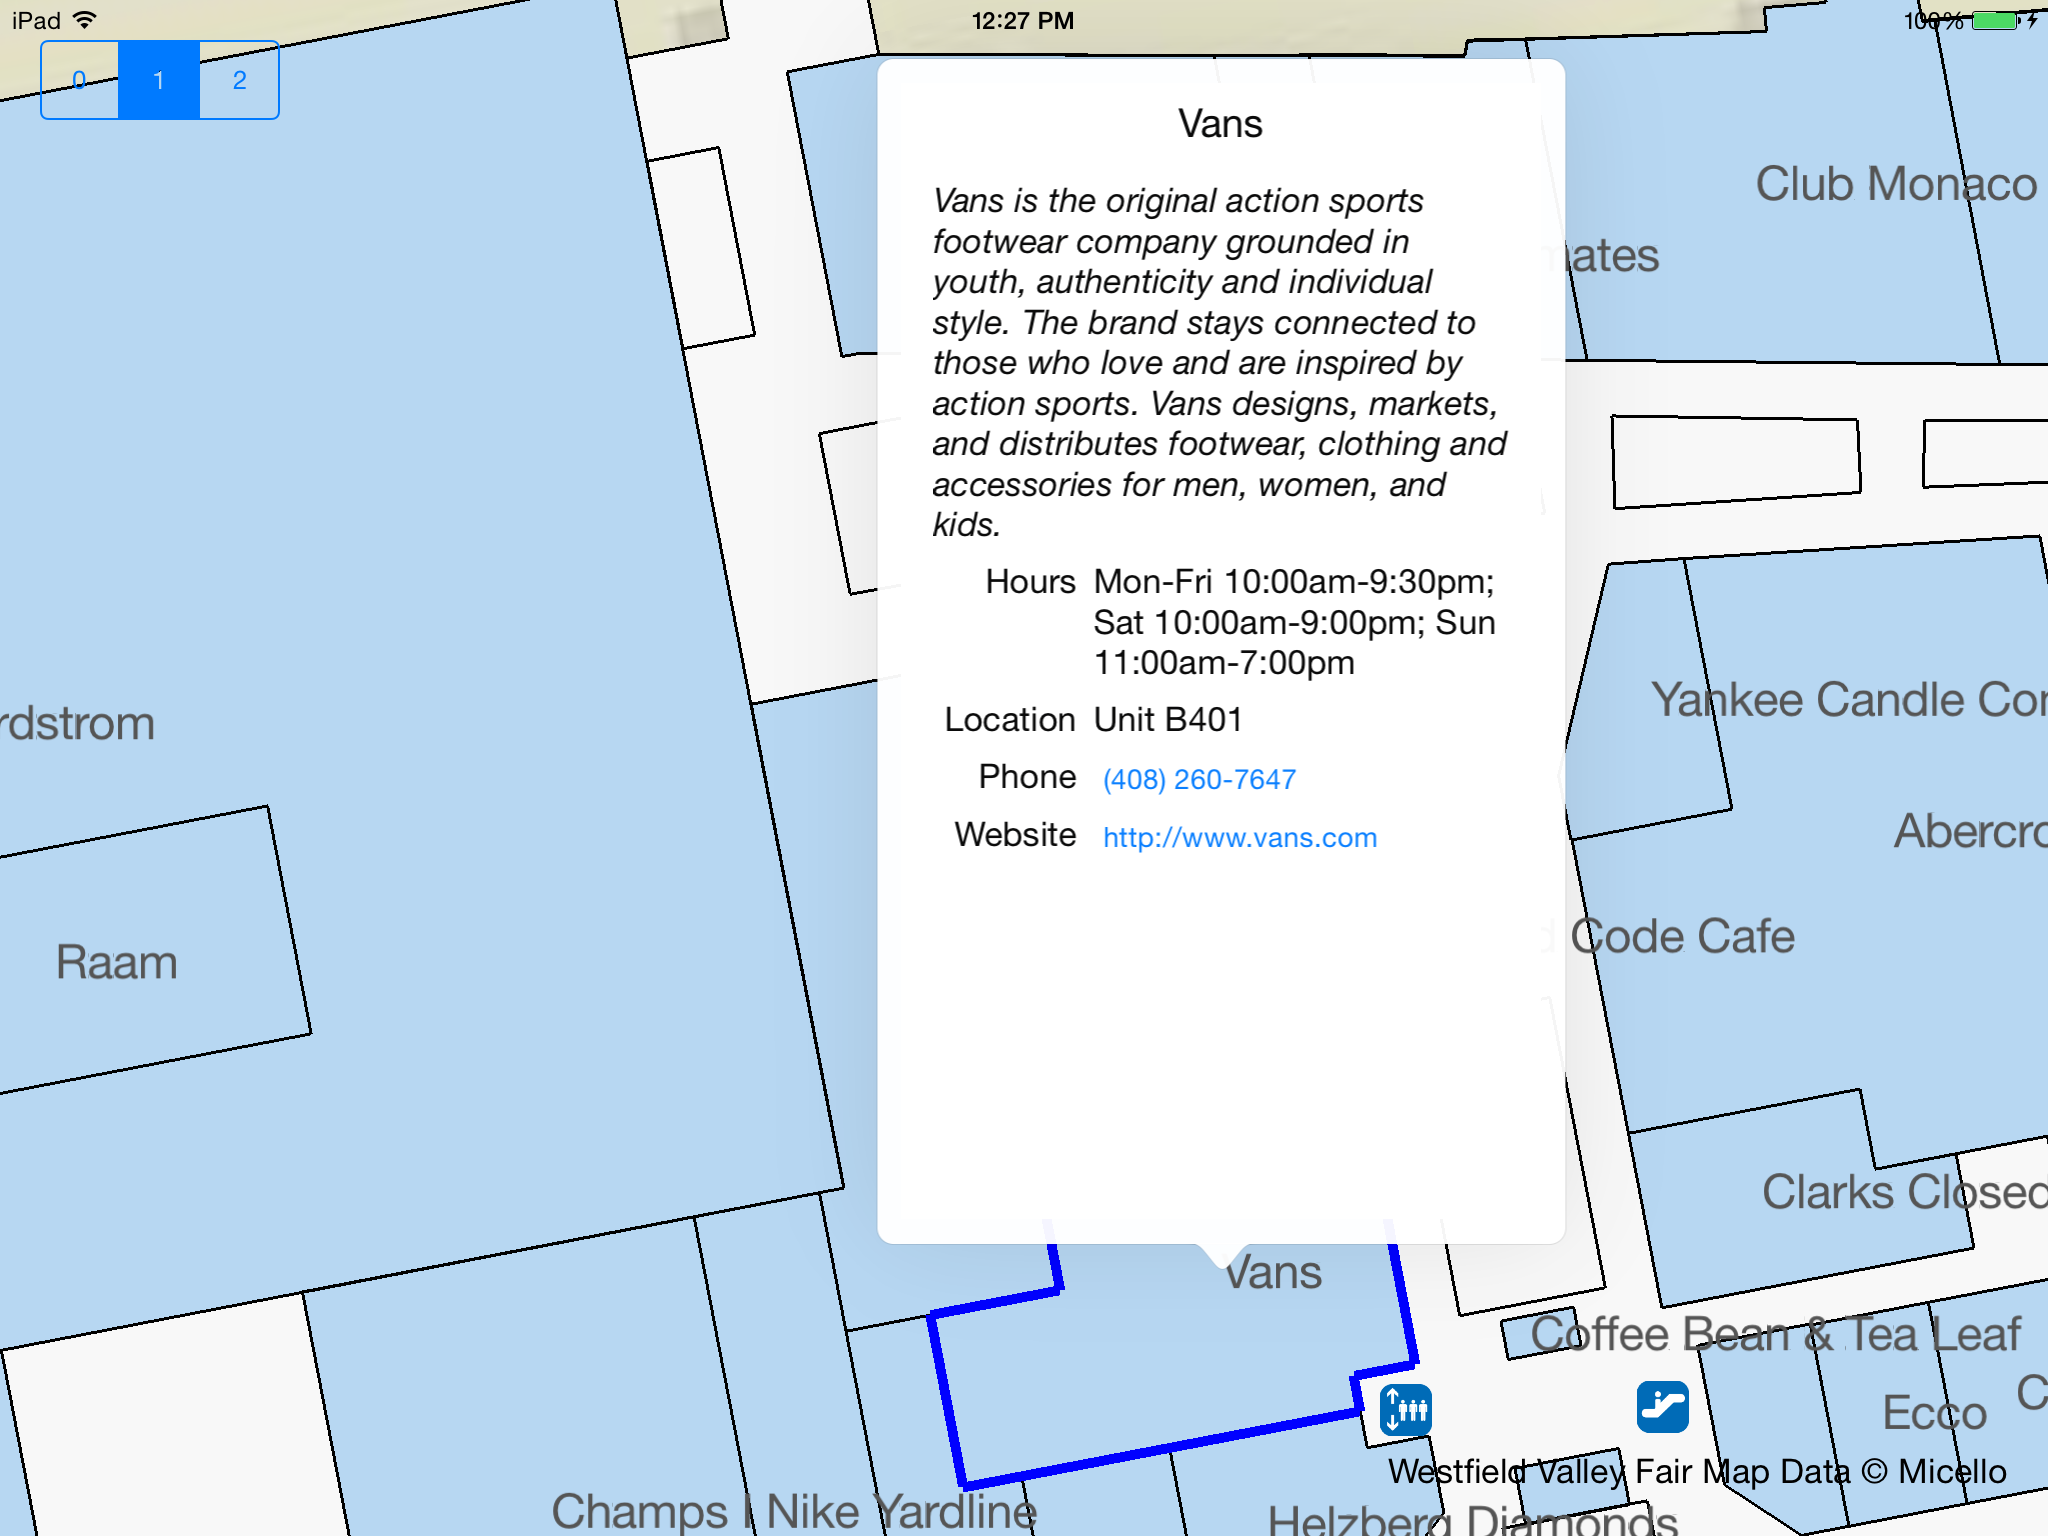 iPad
12:27 PM
100%
0 1 2
Vans
Vans is the original action sports
footwear company grounded in
youth, authenticity and individual
style. The brand stays connected to
those who love and are inspired by
action sports. Vans designs, markets,
and distributes footwear, clothing and
accessories for men, women, and
kids.
Hours Mon-Fri 10:00am-9:30pm;
Sat 10:00am-9:00pm; Sun
11:00am-7:00pm
Location Unit B401
Phone (408) 260-7647
Website http://www.vans.com
Club Monaco
mates
rdstrom
Yankee Candle Cor
Abercro
Raam
Code Cafe
Clarks Closed
Vans
Coffee Bean & Tea Leaf
Ecco
C
Westfield Valley Fair Map Data © Micello
Champs | Nike Yardline
Helzberg Diamonds